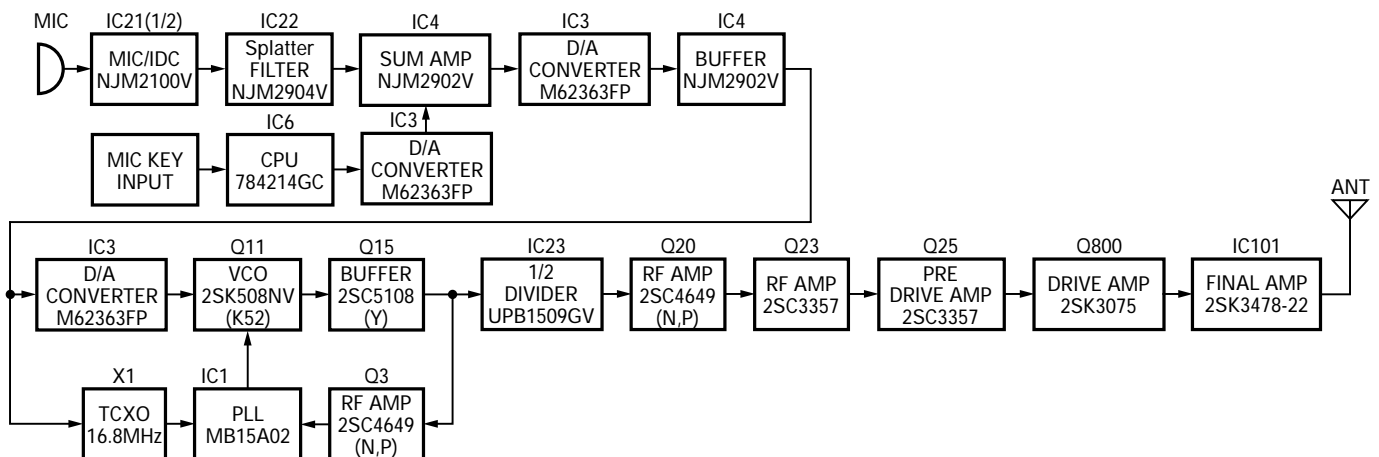 MIC
IC21(1/2)
MIC/IDC
NJM2100V
IC22
Splatter
FILTER
NJM2904V
IC4
SUM AMP
NJM2902V
IC3
D/A
CONVERTER
M62363FP
IC4
BUFFER
NJM2902V
MIC KEY
INPUT
IC6
CPU
784214GC
IC3
D/A
CONVERTER
M62363FP
ANT
IC3
D/A
CONVERTER
M62363FP
Q11
VCO
2SK508NV
(K52)
Q15
BUFFER
2SC5108
(Y)
IC23
1/2
DIVIDER
UPB1509GV
Q20
RF AMP
2SC4649
(N,P)
Q23
RF AMP
2SC3357
Q25
PRE
DRIVE AMP
2SC3357
Q800
DRIVE AMP
2SK3075
IC101
FINAL AMP
2SK3478-22
X1
TCXO
16.8MHz
IC1
PLL
MB15A02
Q3
RF AMP
2SC4649
(N,P)